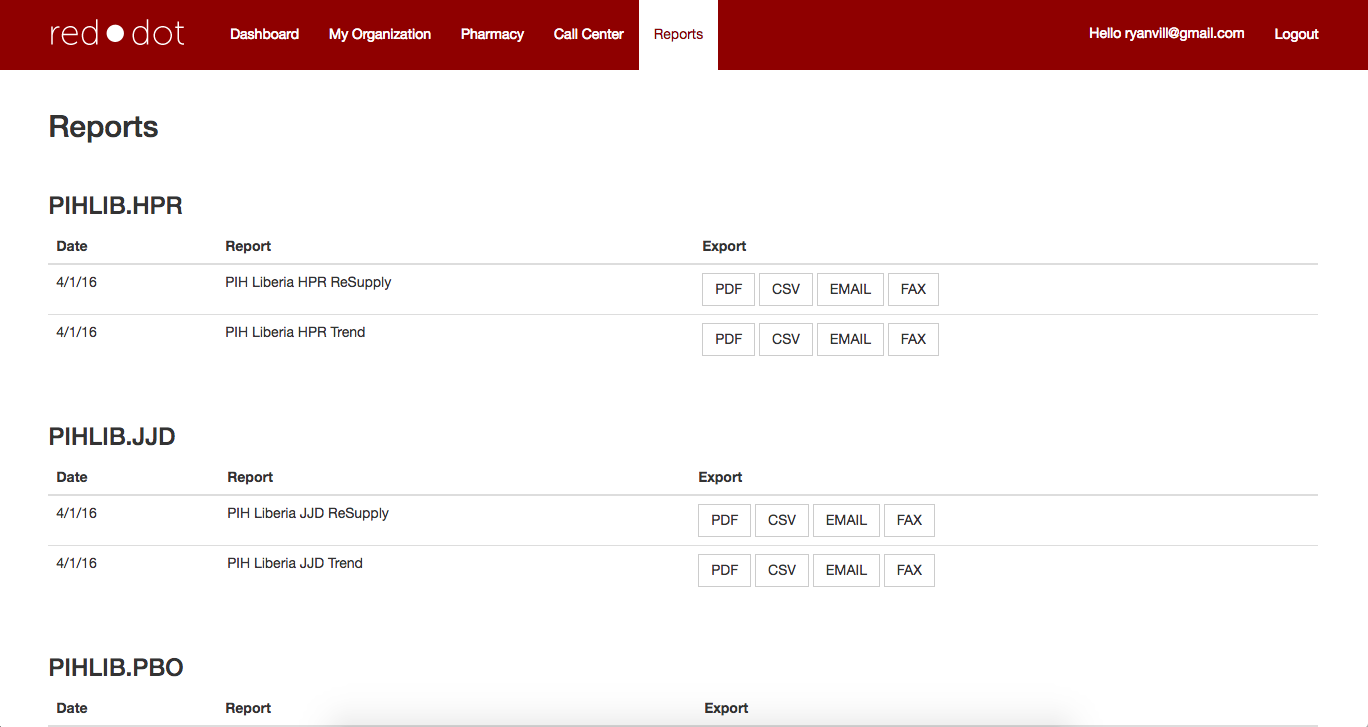 red dot Dashboard My Organization Pharmacy Call Center Reports Hello ryanvill@gmail.com Logout
Reports
PIHLIB.HPR
Date Report Export
4/1/16 PIH Liberia HPR ReSupply PDF CSV EMAIL FAX
4/1/16 PIH Liberia HPR Trend PDF CSV EMAIL FAX
PIHLIB.JJD
Date Report Export
4/1/16 PIH Liberia JJD ReSupply PDF CSV EMAIL FAX
4/1/16 PIH Liberia JJD Trend PDF CSV EMAIL FAX
PIHLIB.PBO
Date Report Export